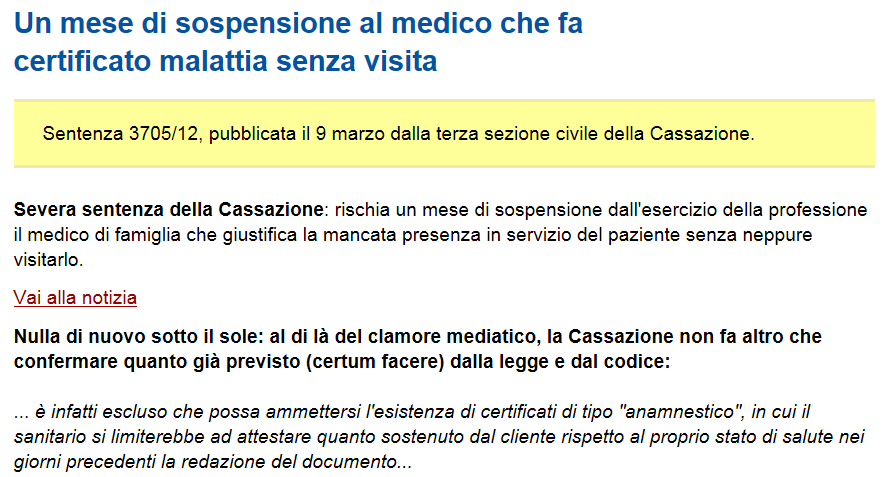 Un mese di sospensione al medico che fa
certificato malattia senza visita
Sentenza 3705/12, pubblicata il 9 marzo dalla terza sezione civile della Cassazione.
Severa sentenza della Cassazione: rischia un mese di sospensione dall'esercizio della professione
il medico di famiglia che giustifica la mancata presenza in servizio del paziente senza neppure
visitarlo.
Vai alla notizia
Nulla di nuovo sotto il sole: al di là del clamore mediatico, la Cassazione non fa altro che
confermare quanto già previsto (certum facere) dalla legge e dal codice:
... è infatti escluso che possa ammettersi l'esistenza di certificati di tipo "anamnestico", in cui il
sanitario si limiterebbe ad attestare quanto sostenuto dal cliente rispetto al proprio stato di salute nei
giorni precedenti la redazione del documento...